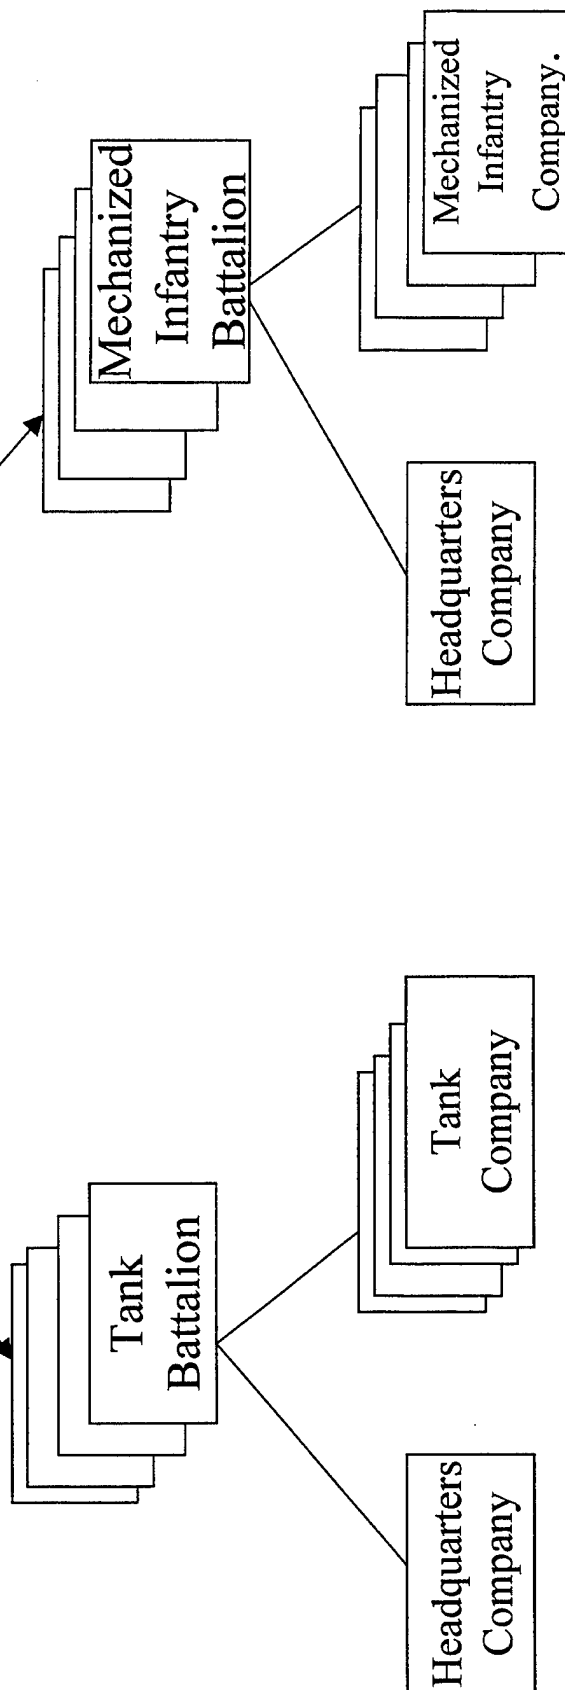 Tank
Battalion
Mechanized
Infantry
Battalion
Headquarters
Company
Tank
Company
Headquarters
Company
Mechanized
Infantry
Company.